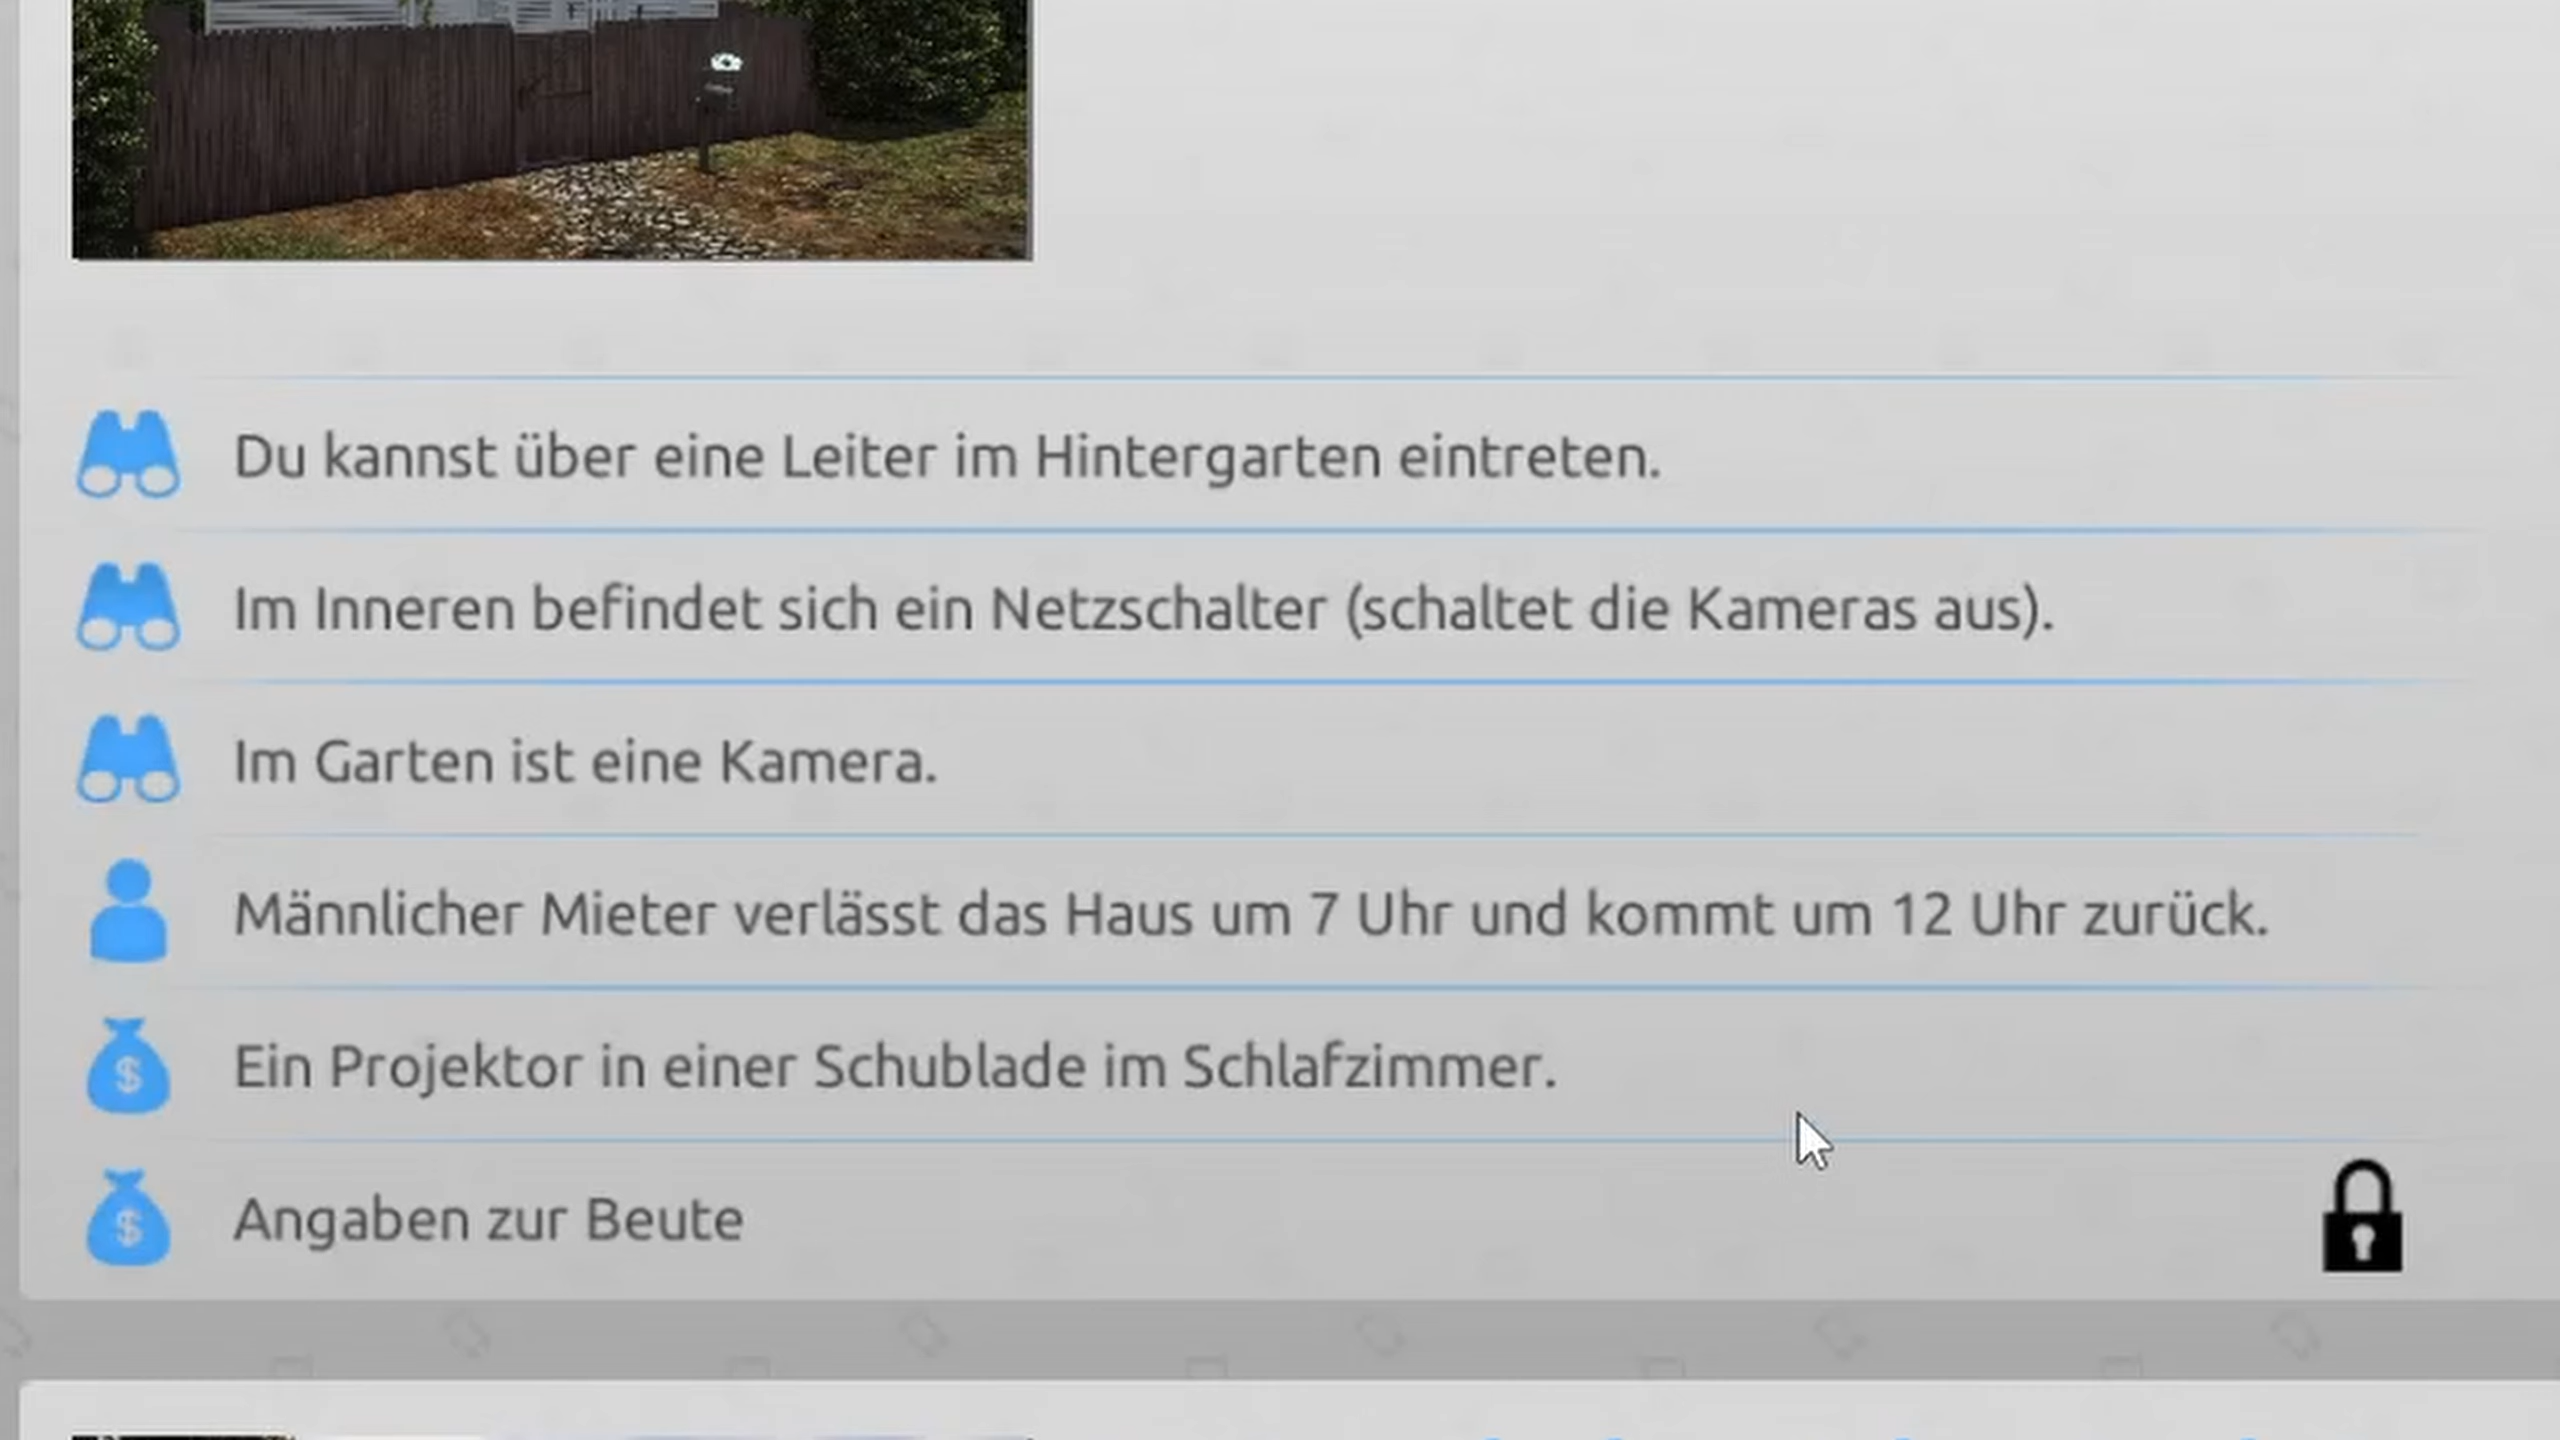 Du kannst über eine Leiter im Hintergarten eintreten.
Im Inneren befindet sich ein Netzschalter (schaltet die Kameras aus).
Im Garten ist eine Kamera.
Männlicher Mieter verlässt das Haus um 7 Uhr und kommt um 12 Uhr zurück.
Ein Projektor in einer Schublade im Schlafzimmer.
Angaben zur Beute